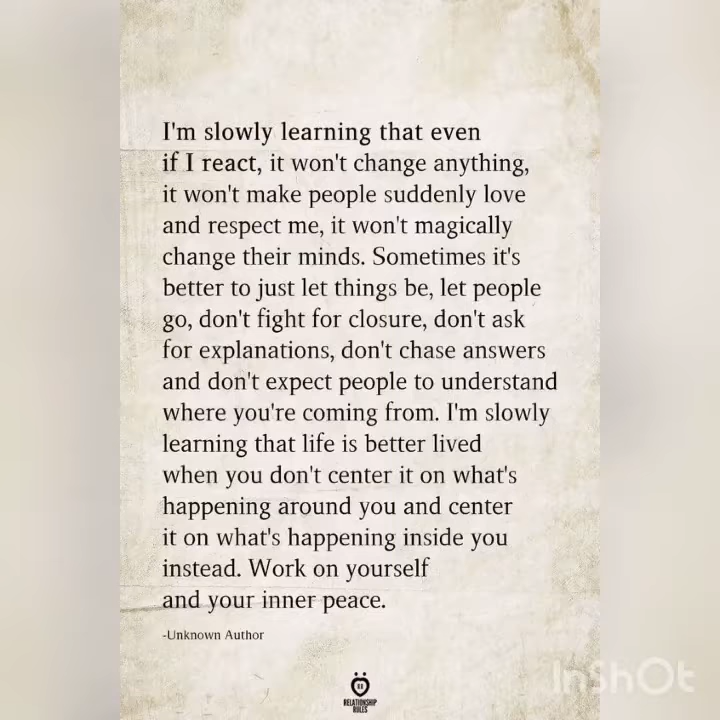 I'm slowly learning that even
if I react, it won't change anything,
it won't make people suddenly love
and respect me, it won't magically
change their minds. Sometimes it's
better to just let things be, let people
go, don't fight for closure, don't ask
for explanations, don't chase answers
and don't expect people to understand
where you're coming from. I'm slowly
learning that life is better lived
when you don't center it on what's
happening around you and center
it on what's happening inside you
instead. Work on yourself
and your inner peace.
-Unknown Author
RELATIONSHIP
RULES
InShOt